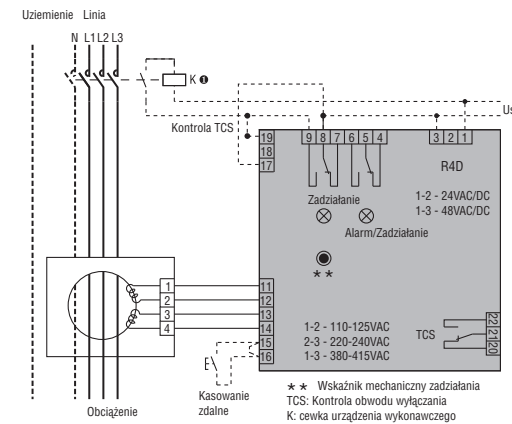 Uziemienie Linia
N L1 L2 L3
K ❶
Us
Kontrola TCS
19
18
17
9 8 7 6 5 4
3 2 1
R4D
Zadziałanie
1-2 - 24VAC/DC
1-3 - 48VAC/DC
Alarm/Zadziałanie
* *
1
2
3
4
11
12
13
14
15
16
1-2 - 110-125VAC
2-3 - 220-240VAC
1-3 - 380-415VAC
TCS
22
21
20
E
Kasowanie
zdalne
Obciążenie
* * Wskaźnik mechaniczny zadziałania
TCS: Kontrola obwodu wyłączania
K: cewka urządzenia wykonawczego